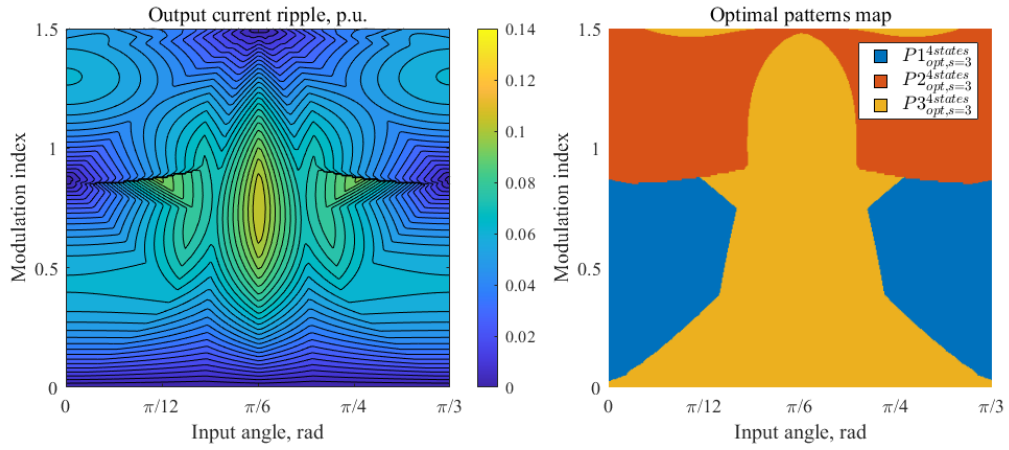 Output current ripple, p.u.
Optimal patterns map
1.5
1
0.5
0
Modulation index
0
π/12
π/6
π/4
π/3
Input angle, rad
0.14
0.12
0.1
0.08
0.06
0.04
0.02
0
1.5
1
0.5
0
Modulation index
P1^{4states}_{opt,s=3}
P2^{4states}_{opt,s=3}
P3^{4states}_{opt,s=3}
0
π/12
π/6
π/4
π/3
Input angle, rad